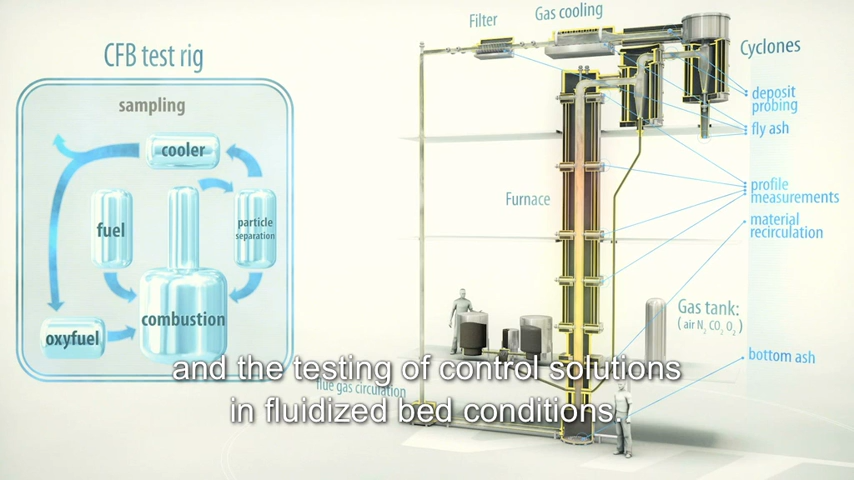 CFB test rig
sampling
cooler
fuel
particle
separation
combustion
oxyfuel
Filter
Gas cooling
Cyclones
deposit
probing
fly ash
profile
measurements
material
recirculation
Furnace
Gas tank:
( air N2 CO2 O2 )
bottom ash
flue gas circulation
and the testing of control solutions
in fluidized bed conditions